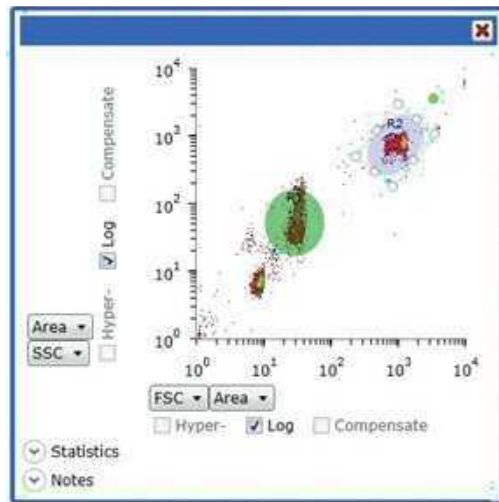 10⁴
10³
10²
10¹
10⁰
R2
10⁰ 10¹ 10² 10³ 10⁴
Compensate
Log
Hyper-
Area
SSC
FSC Area
Hyper- Log Compensate
Statistics
Notes